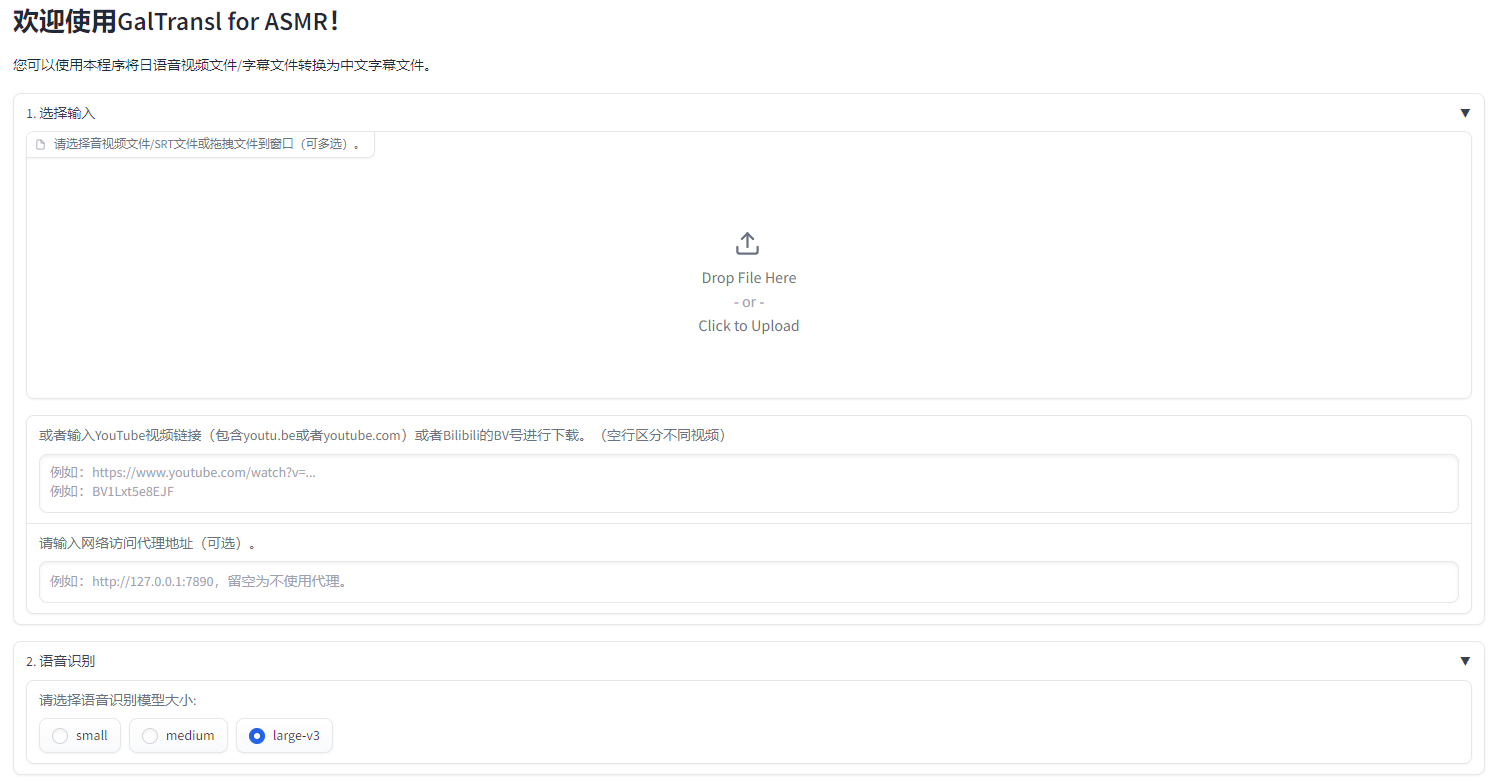 欢迎使用GalTransl for ASMR！
您可以使用本程序将日语音视频文件/字幕文件转换为中文字幕文件。
1. 选择输入
▼
请选择音视频文件/SRT文件或拖拽文件到窗口（可多选）。
Drop File Here
- or -
Click to Upload
或者输入YouTube视频链接（包含youtu.be或者youtube.com）或者Bilibili的BV号进行下载。（空行区分不同视频）
例如：https://www.youtube.com/watch?v=...
例如：BV1Lxt5e8EJF
请输入网络访问代理地址（可选）。
例如：http://127.0.0.1:7890，留空为不使用代理。
2. 语音识别
▼
请选择语音识别模型大小:
small medium large-v3